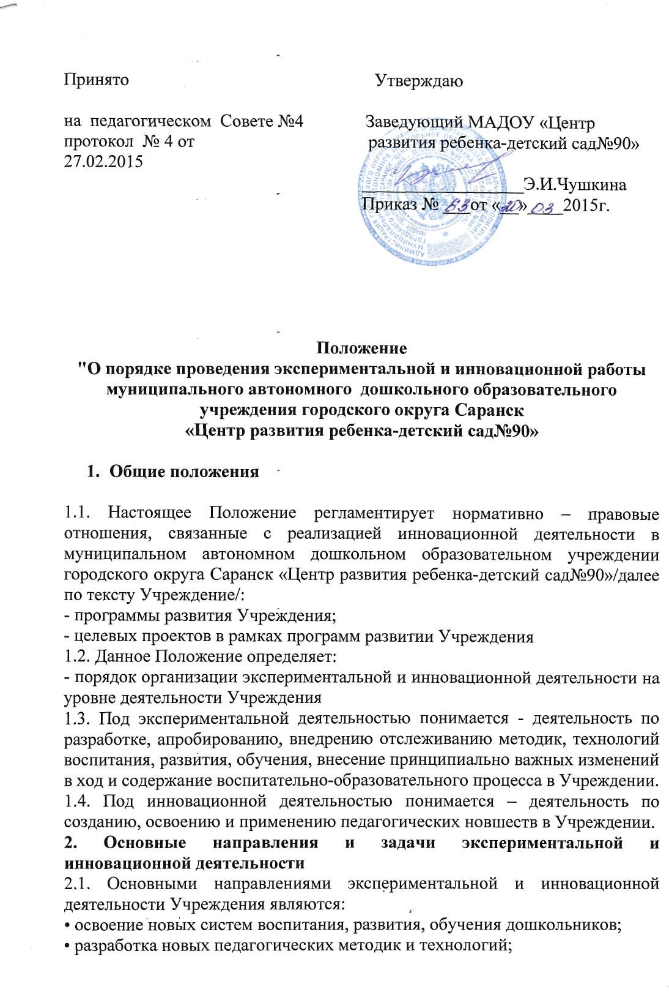 Принято
Утверждаю
на педагогическом Совете №4
протокол № 4 от
27.02.2015
Заведующий МАДОУ «Центр
развития ребенка-детский сад№90»
____________________Э.И.Чушкина
Приказ № 63 от «20» 03 2015г.
Положение
"О порядке проведения экспериментальной и инновационной работы
муниципального автономного дошкольного образовательного
учреждения городского округа Саранск
«Центр развития ребенка-детский сад№90»
1. Общие положения
1.1. Настоящее Положение регламентирует нормативно – правовые
отношения, связанные с реализацией инновационной деятельности в
муниципальном автономном дошкольном образовательном учреждении
городского округа Саранск «Центр развития ребенка-детский сад№90»/далее
по тексту Учреждение/:
- программы развития Учреждения;
- целевых проектов в рамках программ развитии Учреждения
1.2. Данное Положение определяет:
- порядок организации экспериментальной и инновационной деятельности на
уровне деятельности Учреждения
1.3. Под экспериментальной деятельностью понимается - деятельность по
разработке, апробированию, внедрению отслеживанию методик, технологий
воспитания, развития, обучения, внесение принципиально важных изменений
в ход и содержание воспитательно-образовательного процесса в Учреждении.
1.4. Под инновационной деятельностью понимается – деятельность по
созданию, освоению и применению педагогических новшеств в Учреждении.
2. Основные направления и задачи экспериментальной и
инновационной деятельности
2.1. Основными направлениями экспериментальной и инновационной
деятельности Учреждения являются:
• освоение новых систем воспитания, развития, обучения дошкольников;
• разработка новых педагогических методик и технологий;